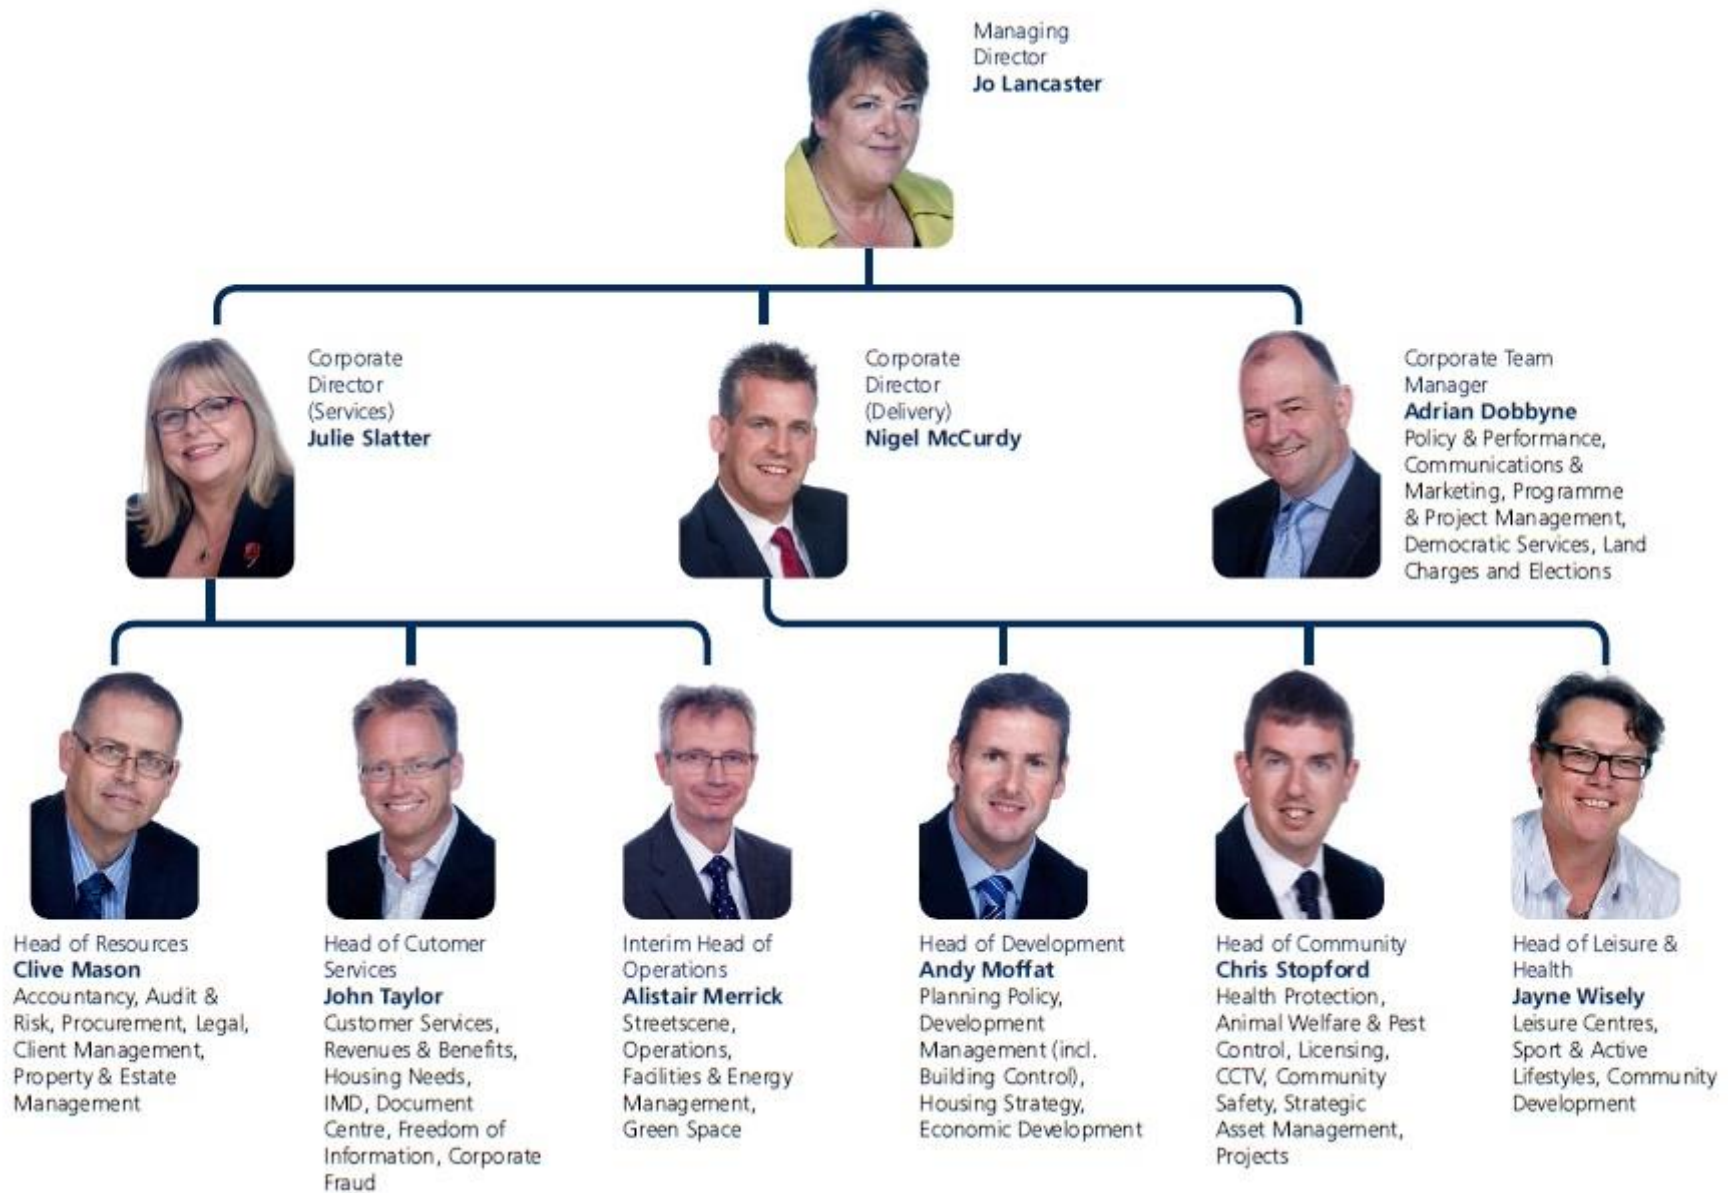 Managing
Director
Jo Lancaster
Corporate
Director
(Services)
Julie Slatter
Corporate
Director
(Delivery)
Nigel McCurdy
Corporate Team
Manager
Adrian Dobbyne
Policy & Performance,
Communications &
Marketing, Programme
& Project Management,
Democratic Services, Land
Charges and Elections
Head of Resources
Clive Mason
Accountancy, Audit &
Risk, Procurement, Legal,
Client Management,
Property & Estate
Management
Head of Cutomer
Services
John Taylor
Customer Services,
Revenues & Benefits,
Housing Needs,
IMD, Document
Centre, Freedom of
Information, Corporate
Fraud
Interim Head of
Operations
Alistair Merrick
Streetscene,
Operations,
Facilities & Energy
Management,
Green Space
Head of Development
Andy Moffat
Planning Policy,
Development
Management (incl.
Building Control),
Housing Strategy,
Economic Development
Head of Community
Chris Stopford
Health Protection,
Animal Welfare & Pest
Control, Licensing,
CCTV, Community
Safety, Strategic
Asset Management,
Projects
Head of Leisure &
Health
Jayne Wisely
Leisure Centres,
Sport & Active
Lifestyles, Community
Development